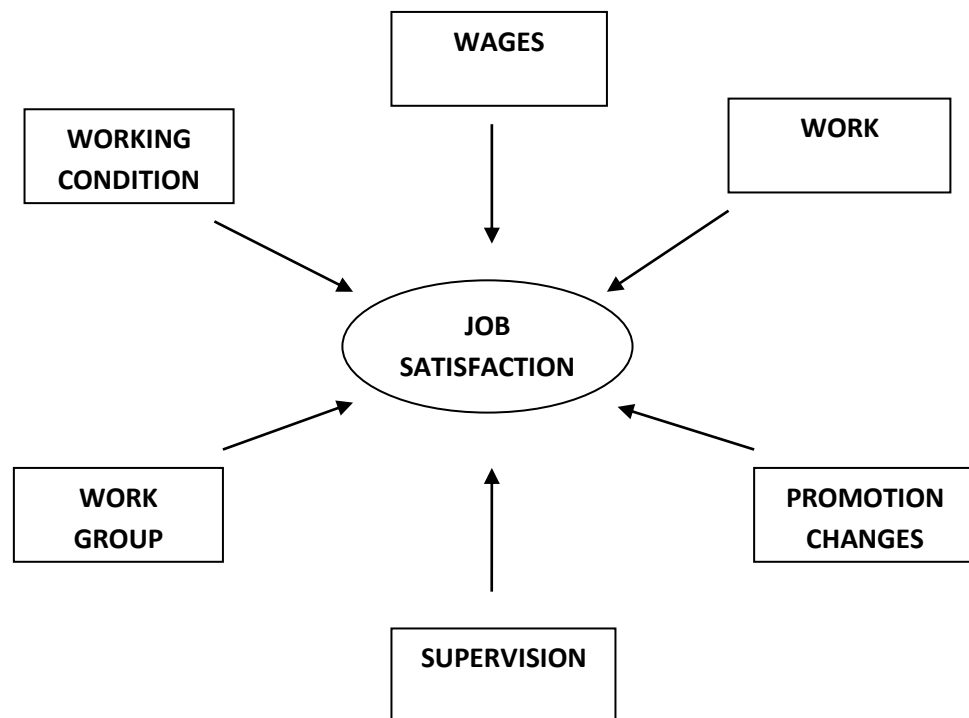 WAGES
WORKING
CONDITION
WORK
JOB
SATISFACTION
WORK
GROUP
PROMOTION
CHANGES
SUPERVISION